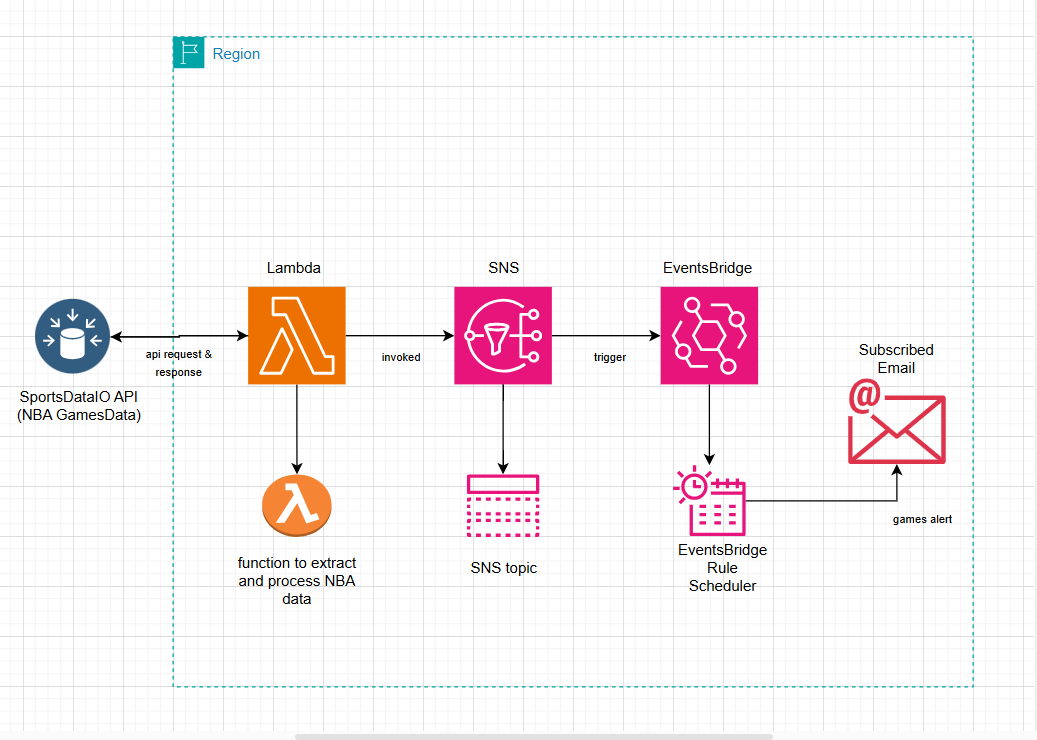 Region
Lambda
SNS
EventsBridge
Subscribed
Email
@
api request &
response
invoked
trigger
SportsDataIO API
(NBA GamesData)
games alert
function to extract
and process NBA
data
SNS topic
EventsBridge
Rule
Scheduler